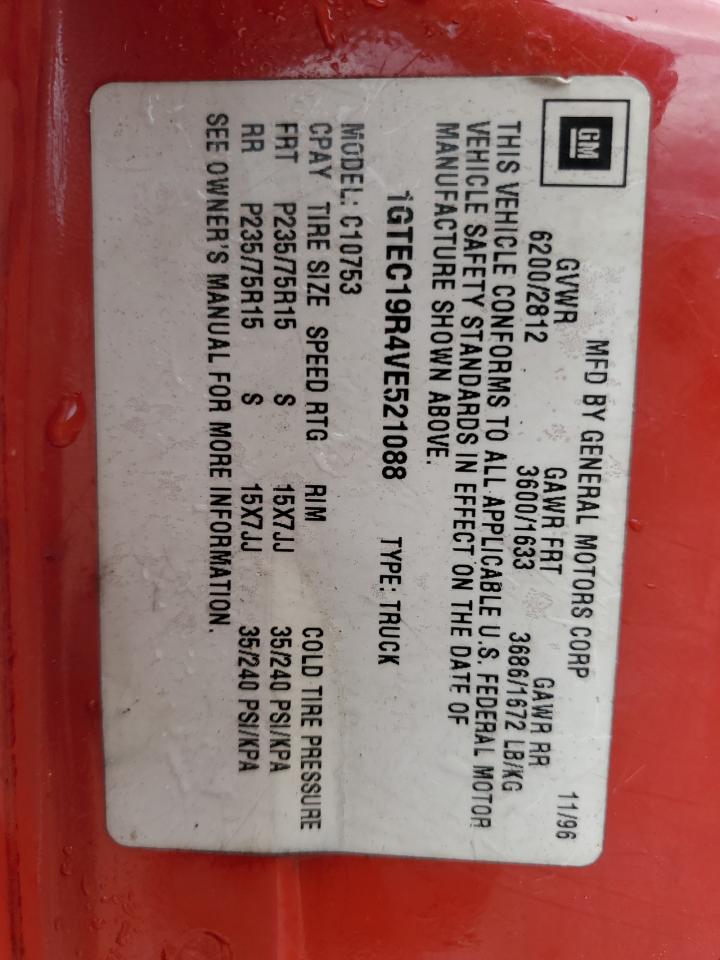 GM
MFD BY GENERAL MOTORS CORP 11/96
GVWR GAWR FRT GAWR RR
6200/2812 3600/1633 3686/1672 LB/KG
THIS VEHICLE CONFORMS TO ALL APPLICABLE U.S. FEDERAL MOTOR
VEHICLE SAFETY STANDARDS IN EFFECT ON THE DATE OF
MANUFACTURE SHOWN ABOVE.
1GTEC19R4VE521088 TYPE: TRUCK
MODEL: C10753
CPAY TIRE SIZE SPEED RTG RIM COLD TIRE PRESSURE
FRT P235/75R15 S 15X7JJ 35/240 PSI/KPA
RR P235/75R15 S 15X7JJ 35/240 PSI/KPA
SEE OWNER'S MANUAL FOR MORE INFORMATION.